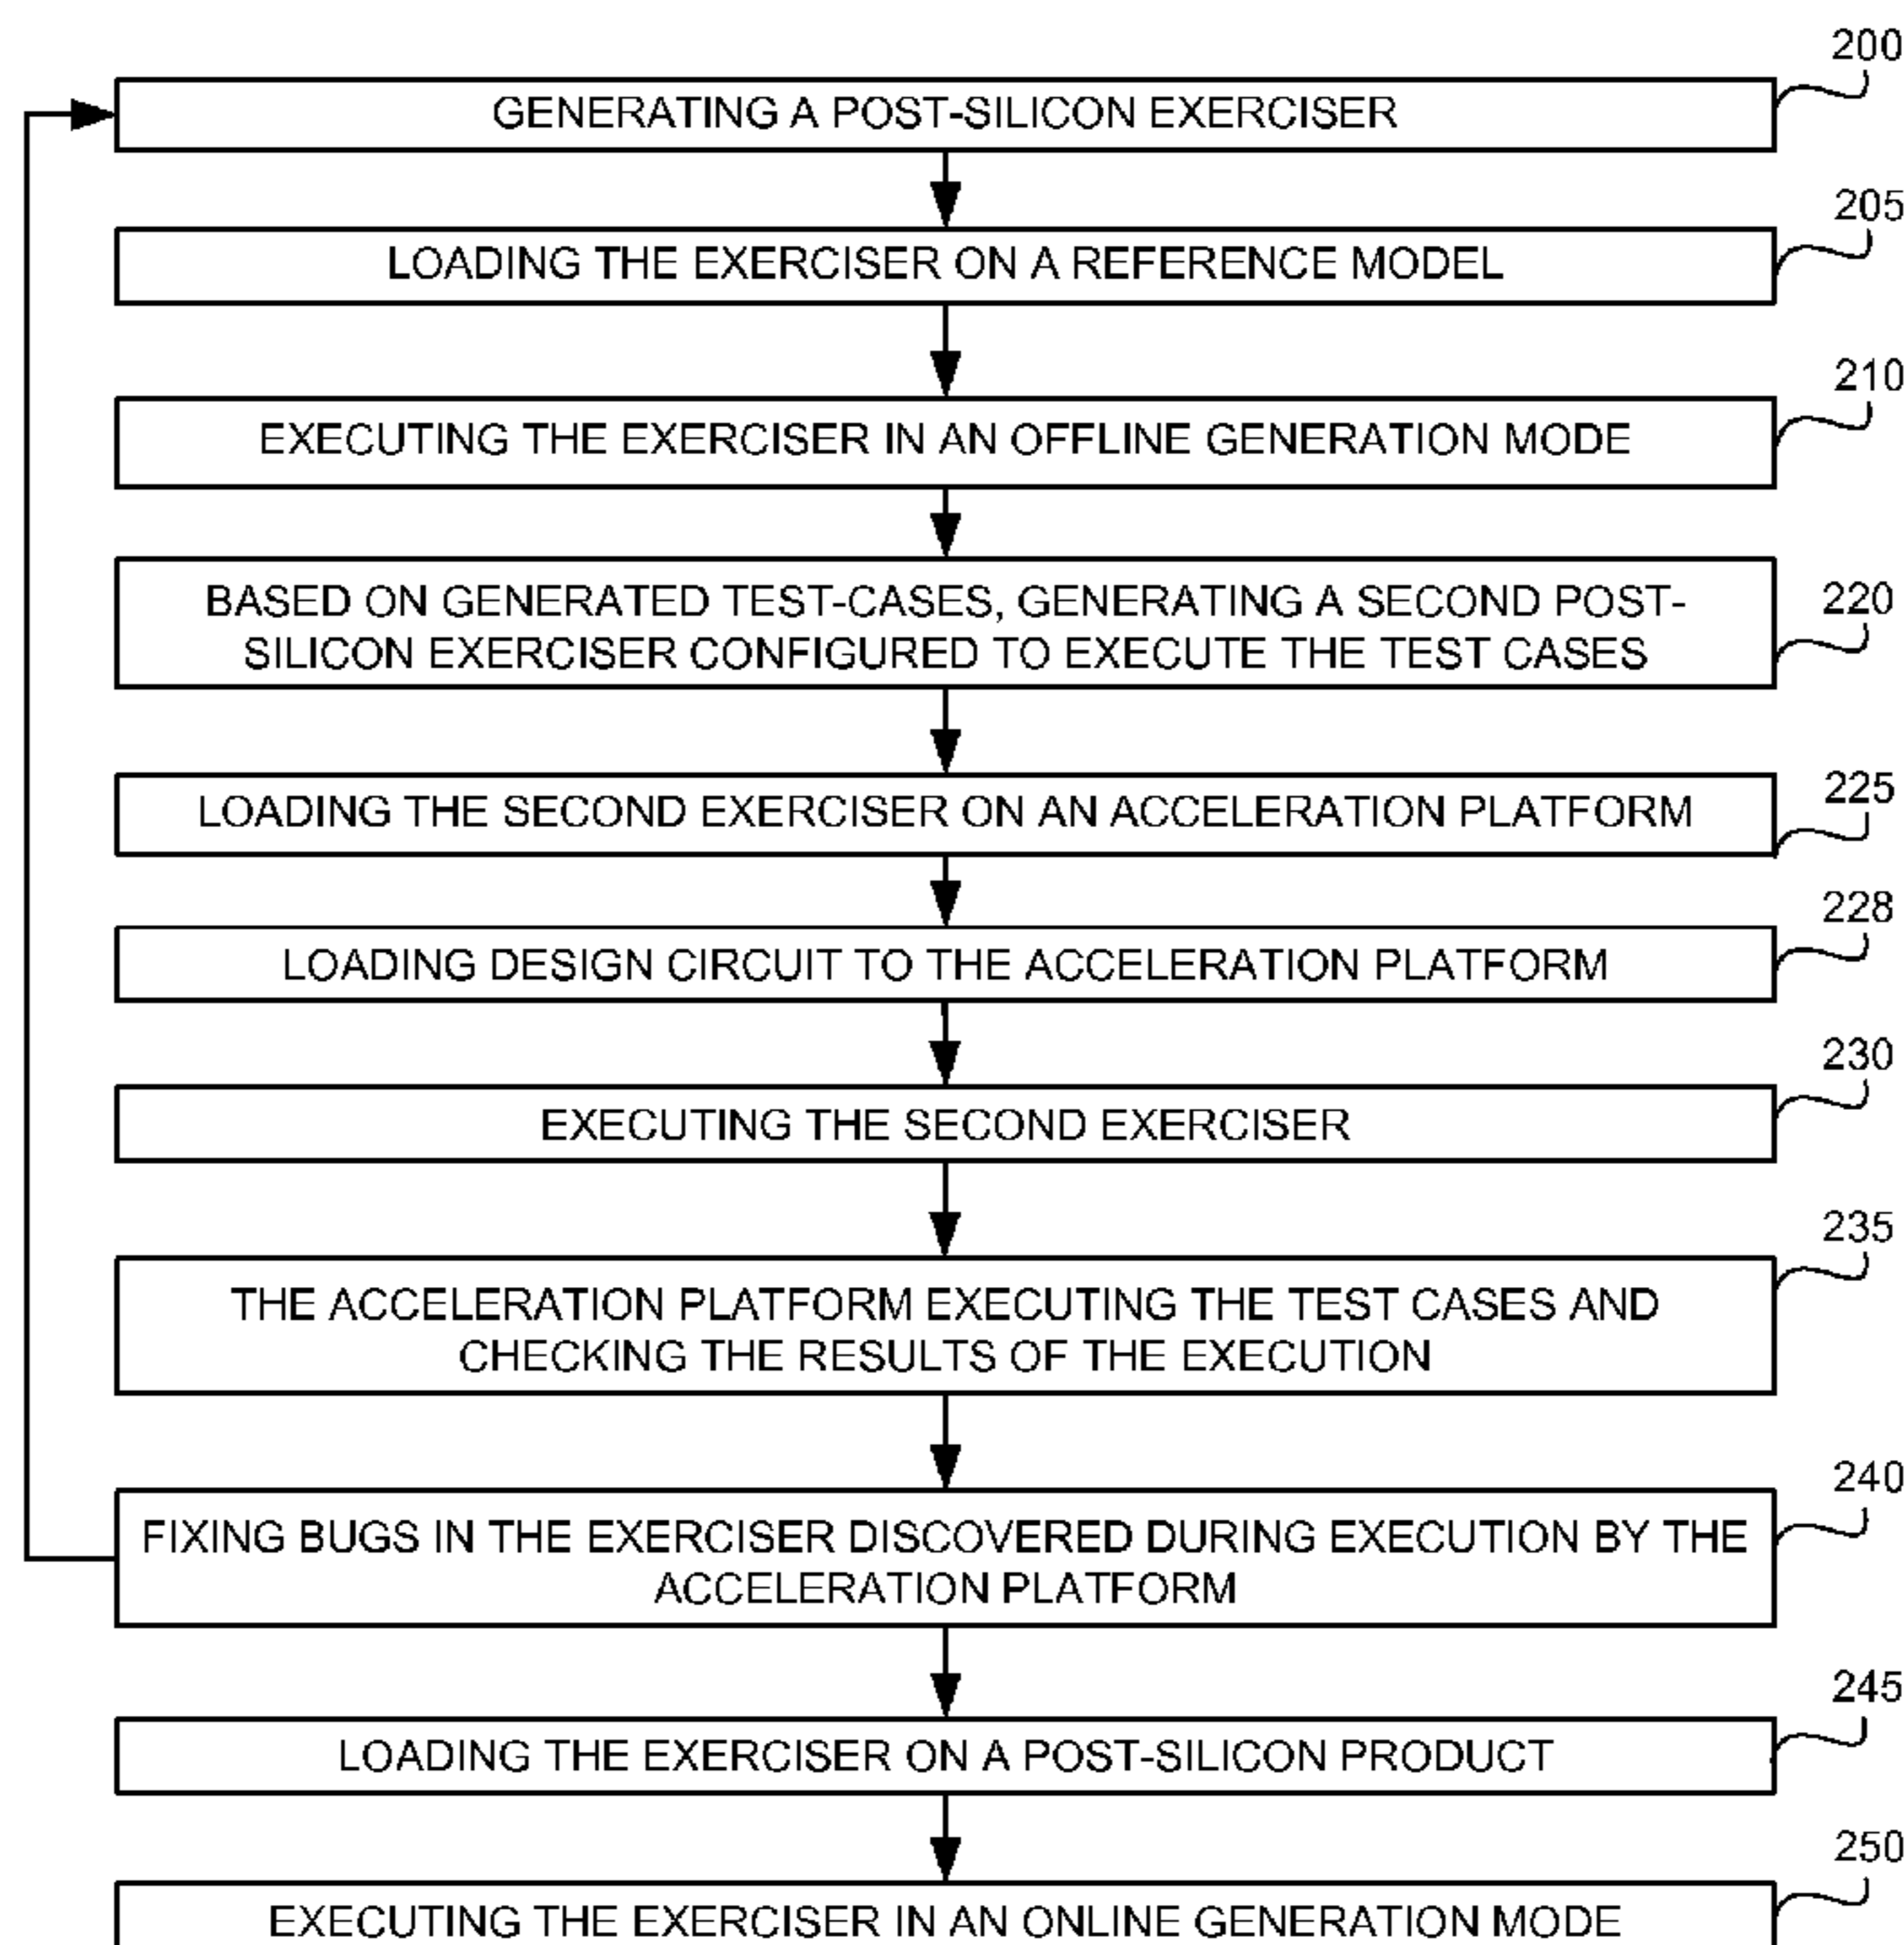 200
GENERATING A POST-SILICON EXERCISER
205
LOADING THE EXERCISER ON A REFERENCE MODEL
210
EXECUTING THE EXERCISER IN AN OFFLINE GENERATION MODE
220
BASED ON GENERATED TEST-CASES, GENERATING A SECOND POST-
SILICON EXERCISER CONFIGURED TO EXECUTE THE TEST CASES
225
LOADING THE SECOND EXERCISER ON AN ACCELERATION PLATFORM
228
LOADING DESIGN CIRCUIT TO THE ACCELERATION PLATFORM
230
EXECUTING THE SECOND EXERCISER
235
THE ACCELERATION PLATFORM EXECUTING THE TEST CASES AND
CHECKING THE RESULTS OF THE EXECUTION
240
FIXING BUGS IN THE EXERCISER DISCOVERED DURING EXECUTION BY THE
ACCELERATION PLATFORM
245
LOADING THE EXERCISER ON A POST-SILICON PRODUCT
250
EXECUTING THE EXERCISER IN AN ONLINE GENERATION MODE